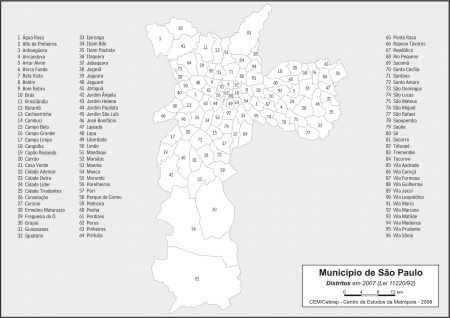 1 Água Rasa
2 Alto de Pinheiros
3 Anhangüera
4 Aricanduva
5 Artur Alvim
6 Barra Funda
7 Bela Vista
8 Belém
9 Bom Retiro
10 Brás
11 Brasilândia
12 Butantã
13 Cachoeirinha
14 Cambuci
15 Campo Belo
16 Campo Grande
17 Campo Limpo
18 Cangaíba
19 Capão Redondo
20 Carrão
21 Casa Verde
22 Cidade Ademar
23 Cidade Dutra
24 Cidade Líder
25 Cidade Tiradentes
26 Consolação
27 Cursino
28 Ermelino Matarazzo
29 Freguesia do Ó
30 Grajaú
31 Guaianases
32 Iguatemi
33 Ipiranga
34 Itaim Bibi
35 Itaim Paulista
36 Itaquera
37 Jabaquara
38 Jaçanã
39 Jaguara
40 Jaguaré
41 Jaraguá
42 Jardim Ângela
43 Jardim Helena
44 Jardim Paulista
45 Jardim São Luís
46 José Bonifácio
47 Lajeado
48 Lapa
49 Liberdade
50 Limão
51 Mandaqui
52 Marsilac
53 Moema
54 Moóca
55 Morumbi
56 Parelheiros
57 Pari
58 Parque do Carmo
59 Pedreira
60 Penha
61 Perdizes
62 Perus
63 Pinheiros
64 Pirituba
65 Ponte Rasa
66 Raposo Tavares
67 República
68 Rio Pequeno
69 Sacomã
70 Santa Cecília
71 Santana
72 Santo Amaro
73 São Domingos
74 São Lucas
75 São Mateus
76 São Miguel
77 São Rafael
78 Sapopemba
79 Saúde
80 Sé
81 Socorro
82 Tatuapé
83 Tremembé
84 Tucuruvi
85 Vila Andrade
86 Vila Curuçá
87 Vila Formosa
88 Vila Guilherme
89 Vila Jacuí
90 Vila Leopoldina
91 Vila Maria
92 Vila Mariana
93 Vila Matilde
94 Vila Medeiros
95 Vila Prudente
96 Vila Sônia
Município de São Paulo
Distritos em 2007 (Lei 11220/92)
0 4 8 12 km
CEM/Cebrap - Centro de Estudos da Metrópole - 2008